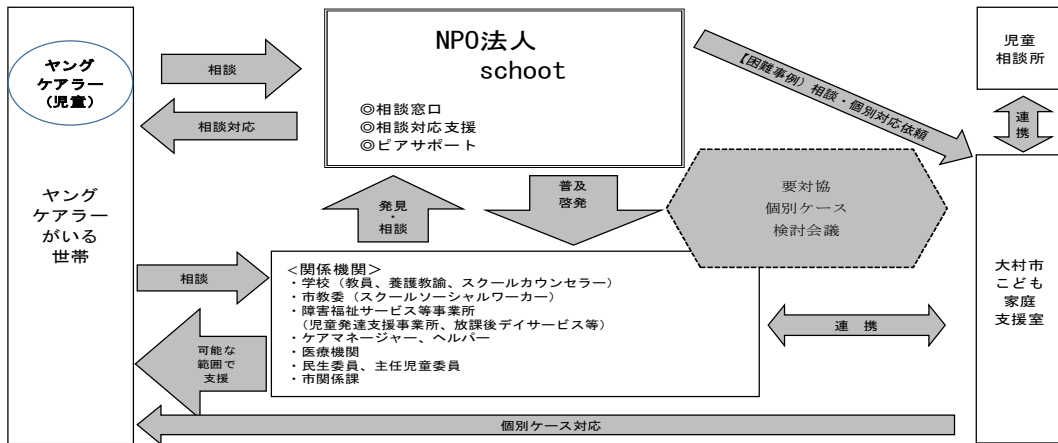 ヤング
ケアラー
（児童）
ヤング
ケアラー
がいる
世帯
相談
相談対応
NPO法人
schoot
◎相談窓口
◎相談対応支援
◎ピアサポート
【困難事例）相談・個別対応依頼
児童
相談所
連
携
発見
・
相談
普及
啓発
要対協
個別ケース
検討会議
相談
可能な
範囲で
支援
＜関係機関＞
・学校（教員、養護教諭、スクールカウンセラー）
・市教委（スクールソーシャルワーカー）
・障害福祉サービス等事業所
（児童発達支援事業所、放課後デイサービス等）
・ケアマネージャー、ヘルパー
・医療機関
・民生委員、主任児童委員
・市関係課
連 携
大村市
こども
家庭
支援室
個別ケース対応